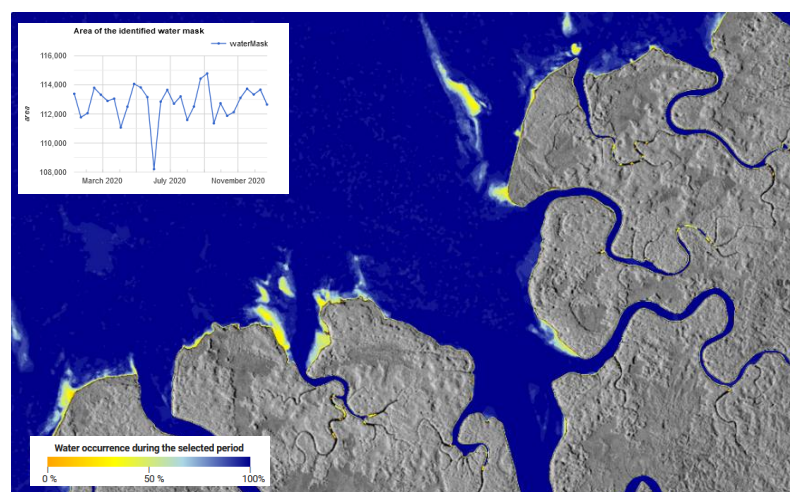 Area of the identified water mask
waterMask
116,000
114,000
112,000
110,000
108,000
area
March 2020 July 2020 November 2020
Water occurrence during the selected period
0 % 50 % 100%